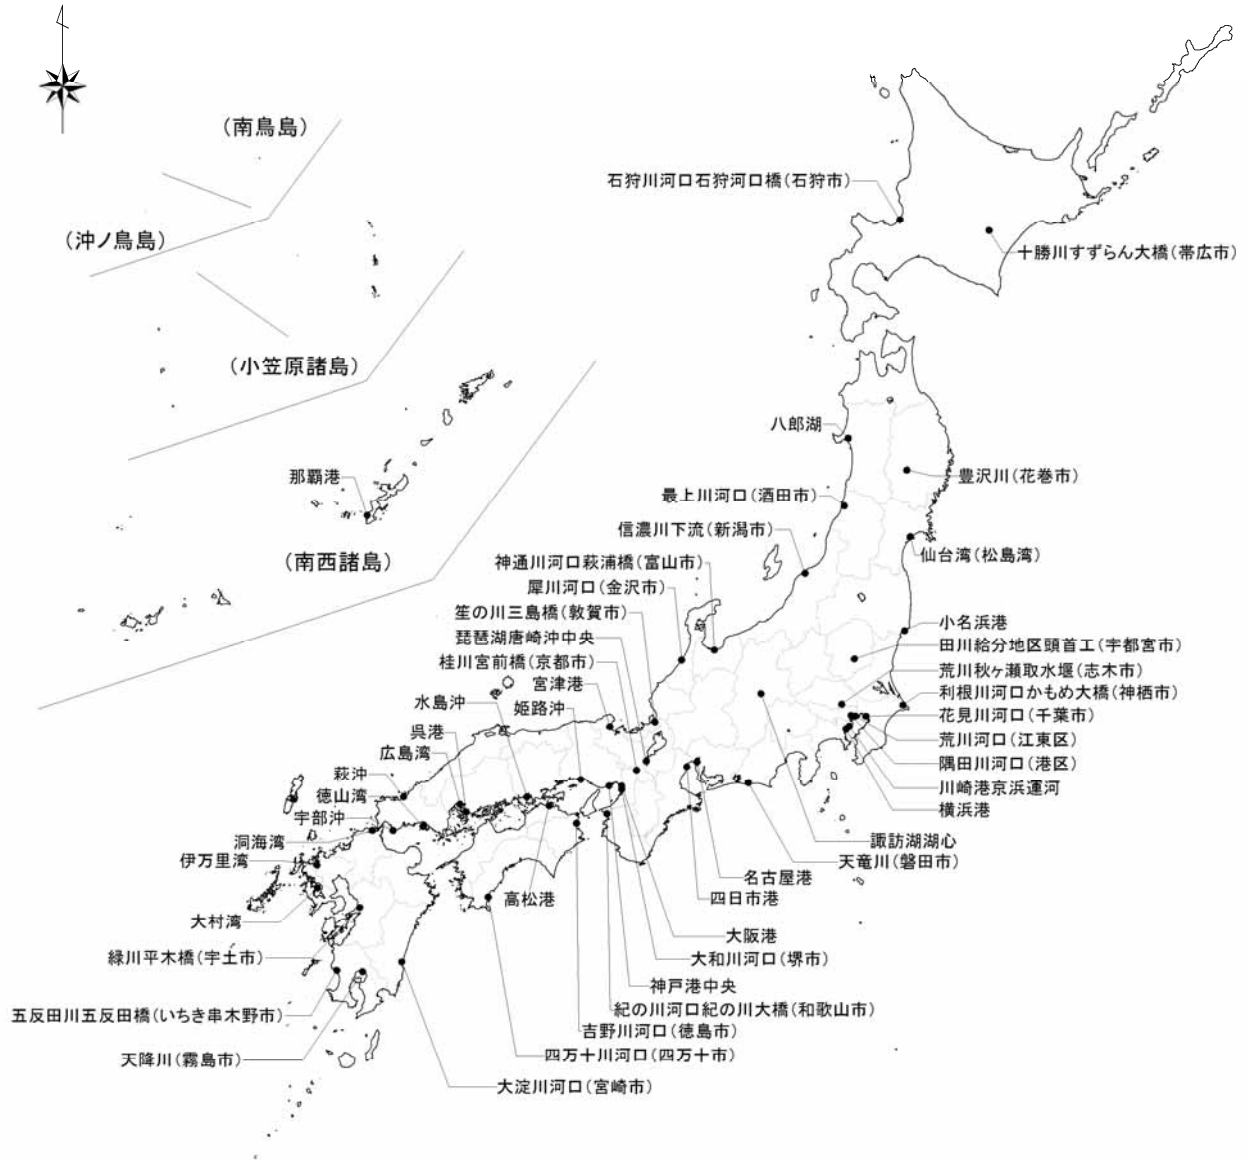 (南鳥島)
石狩川河口石狩河口橋(石狩市)
(沖ノ鳥島)
十勝川すずらん大橋(帯広市)
(小笠原諸島)
八郎湖
那覇港
豊沢川(花巻市)
最上川河口(酒田市)
信濃川下流(新潟市)
仙台湾(松島湾)
(南西諸島)
神通川河口萩浦橋(富山市)
犀川河口(金沢市)
笙の川三島橋(敦賀市)
小名浜港
琵琶湖唐崎沖中央
田川給分地区頭首工(宇都宮市)
桂川宮前橋(京都市)
荒川秋ヶ瀬取水堰(志木市)
宮津港
利根川河口かもめ大橋(神栖市)
水島沖
姫路沖
花見川河口(千葉市)
呉港
荒川河口(江東区)
広島湾
隅田川河口(港区)
萩沖
川崎港京浜運河
徳山湾
横浜港
宇部沖
洞海湾
諏訪湖湖心
伊万里湾
天竜川(磐田市)
名古屋港
高松港
四日市港
大村湾
大阪港
緑川平木橋(宇土市)
大和川河口(堺市)
神戸港中央
紀の川河口紀の川大橋(和歌山市)
五反田川五反田橋(いちき串木野市)
吉野川河口(徳島市)
四万十川河口(四万十市)
天降川(霧島市)
大淀川河口(宮崎市)